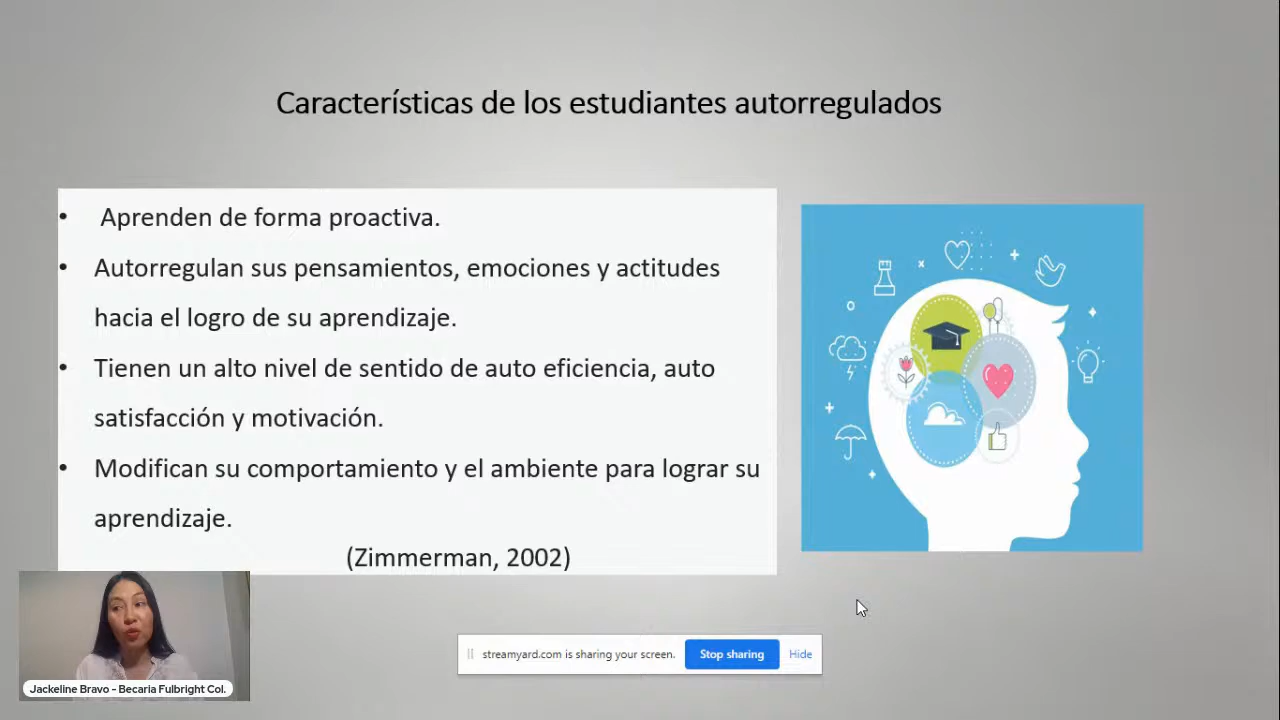 Características de los estudiantes autorregulados
• Aprenden de forma proactiva.
• Autorregulan sus pensamientos, emociones y actitudes
hacia el logro de su aprendizaje.
• Tienen un alto nivel de sentido de auto eficiencia, auto
satisfacción y motivación.
• Modifican su comportamiento y el ambiente para lograr su
aprendizaje.
(Zimmerman, 2002)
streamyard.com is sharing your screen. Stop sharing Hide
Jackeline Bravo - Becaria Fulbright Col.